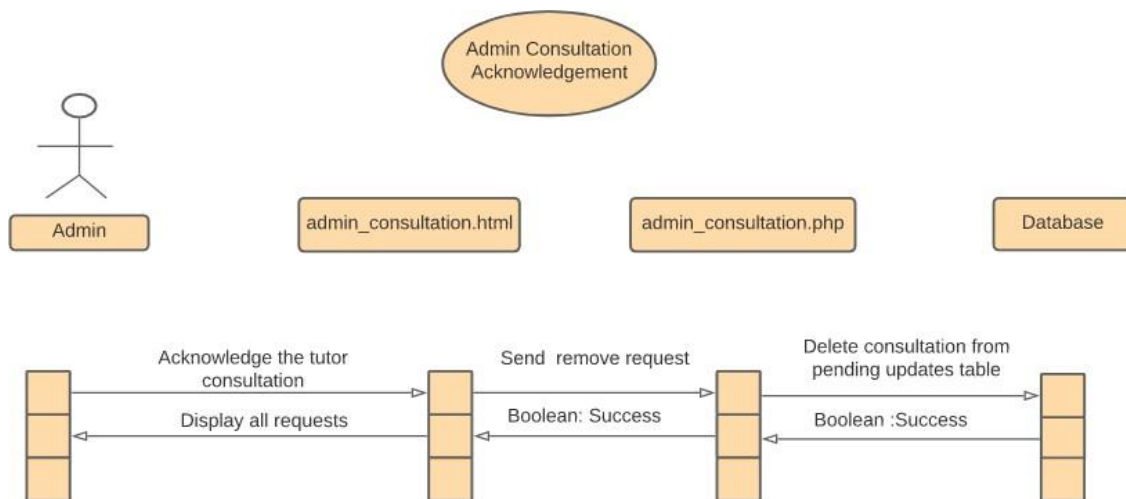 Admin Consultation
Acknowledgement
Admin
admin_consultation.html
admin_consultation.php
Database
Acknowledge the tutor
consultation
Send remove request
Delete consultation from
pending updates table
Display all requests
Boolean: Success
Boolean :Success